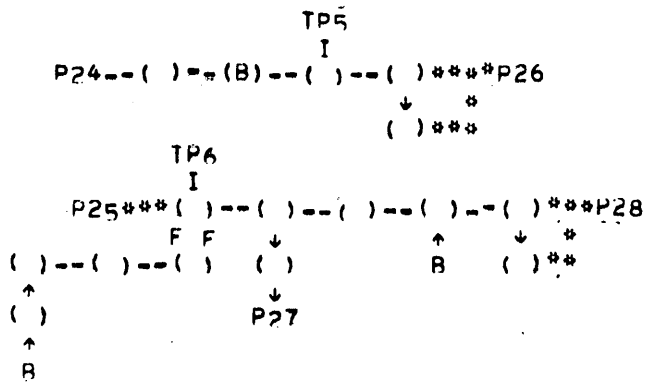 TP5
I
P24--( )--(B)--( )--( )****P26
↓ *
( )***
TP6
I
P25***( )--( )--( )--( )--( )***P28
F F ↓ ↑ ↓ *
( )--( )--( ) ( ) B ( )**
↑ ↓
( ) P27
↑
B